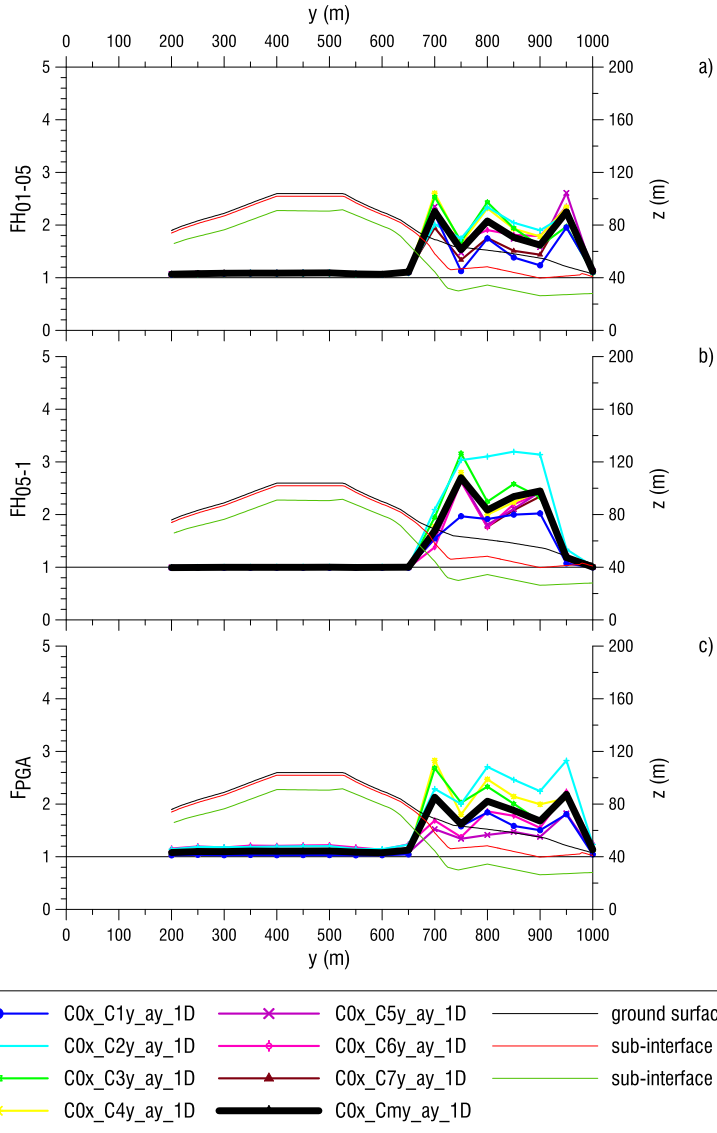 y (m)
0 100 200 300 400 500 600 700 800 900 1000
a)
5 4 3 2 1 0
FH01-05
200 160 120 80 40 0
z (m)
b)
5 4 3 2 1 0
FH05-1
200 160 120 80 40 0
z (m)
c)
5 4 3 2 1 0
FPGA
200 160 120 80 40 0
z (m)
0 100 200 300 400 500 600 700 800 900 1000
y (m)
C0x_C1y_ay_1D C0x_C5y_ay_1D ground surfac
C0x_C2y_ay_1D C0x_C6y_ay_1D sub-interface
C0x_C3y_ay_1D C0x_C7y_ay_1D sub-interface
C0x_C4y_ay_1D C0x_Cmy_ay_1D